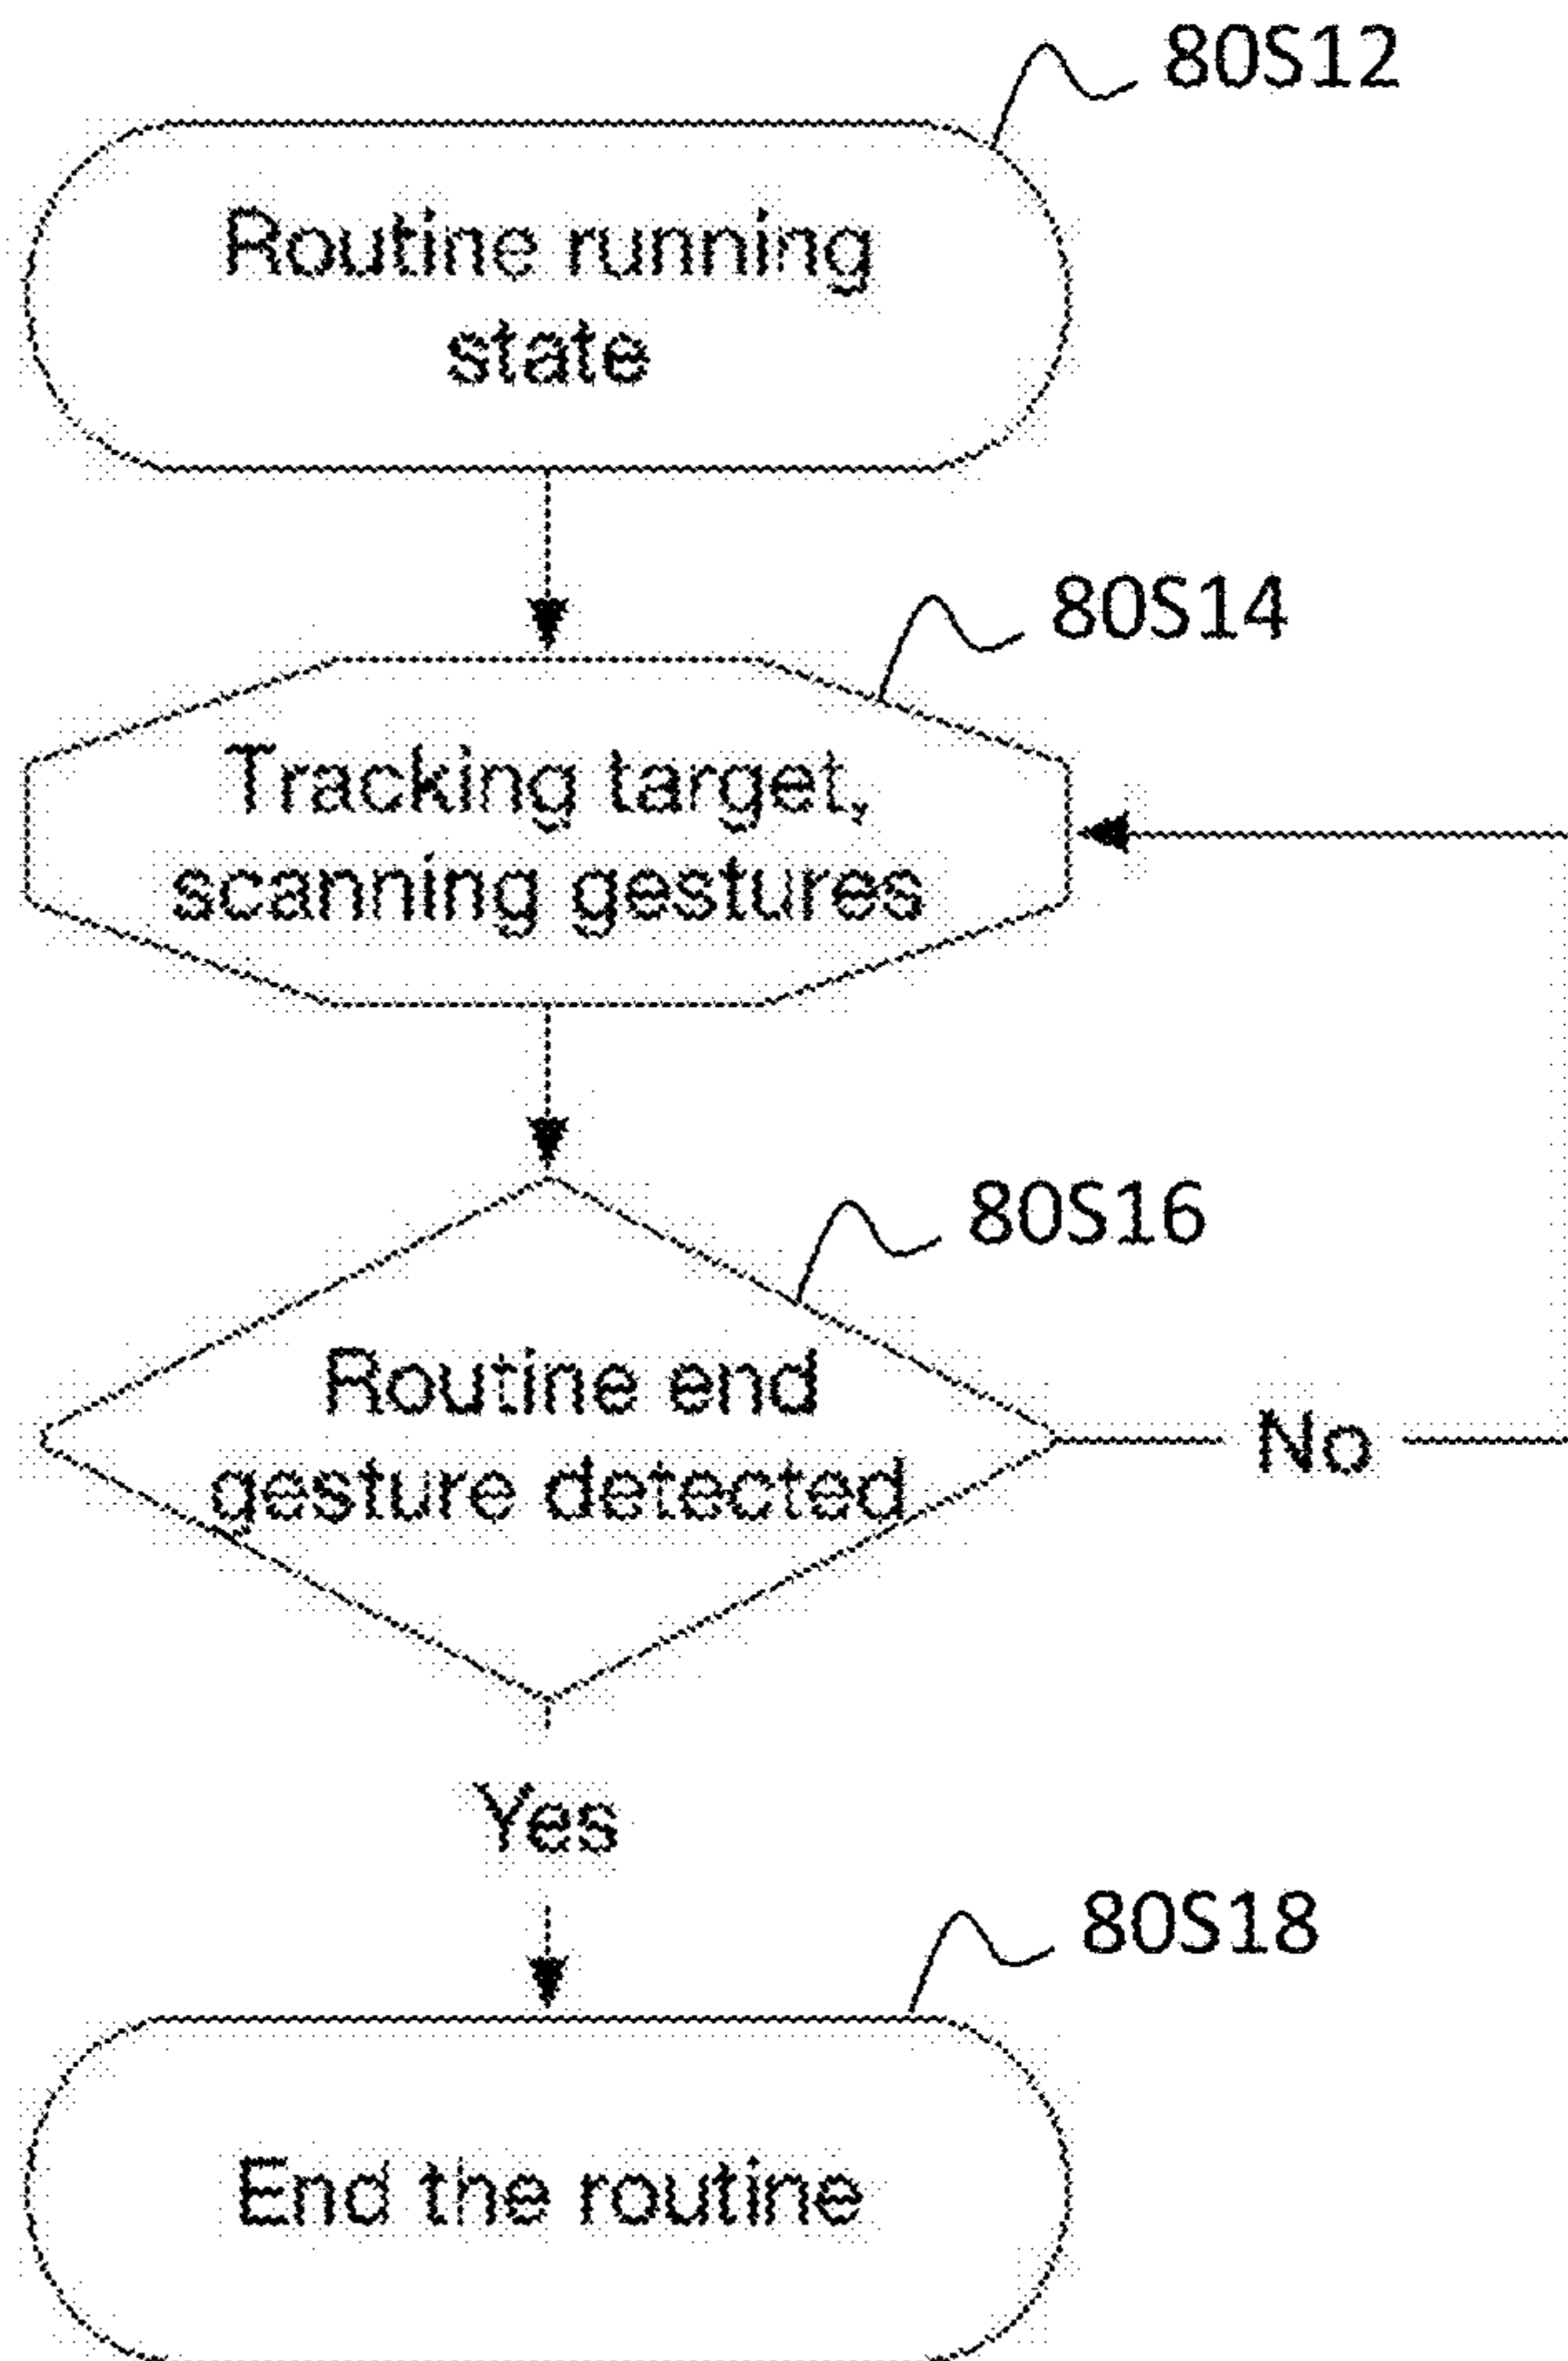 80S12
Routine running
state
80S14
Tracking target,
scanning gestures
80S16
Routine end
gesture detected
No
Yes
80S18
End the routine